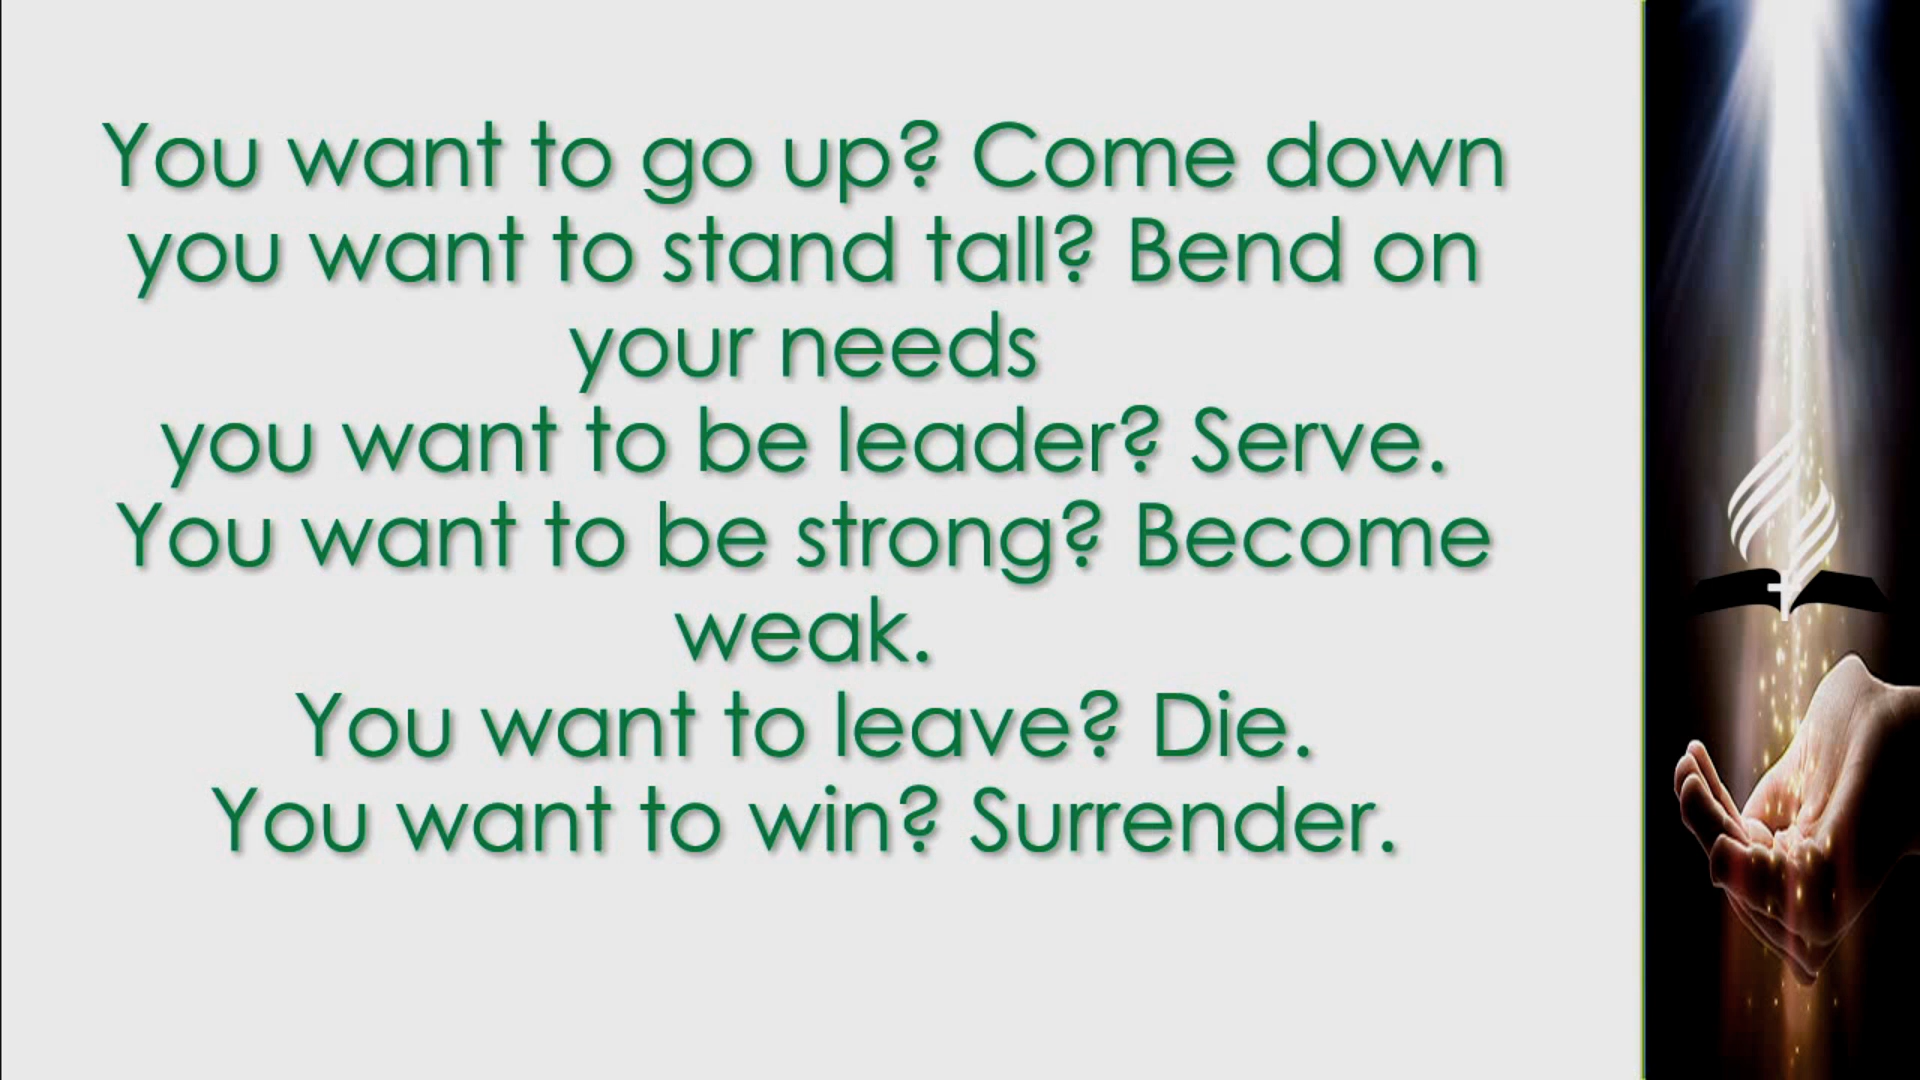 You want to go up? Come down
you want to stand tall? Bend on
your needs
you want to be leader? Serve.
You want to be strong? Become
weak.
You want to leave? Die.
You want to win? Surrender.